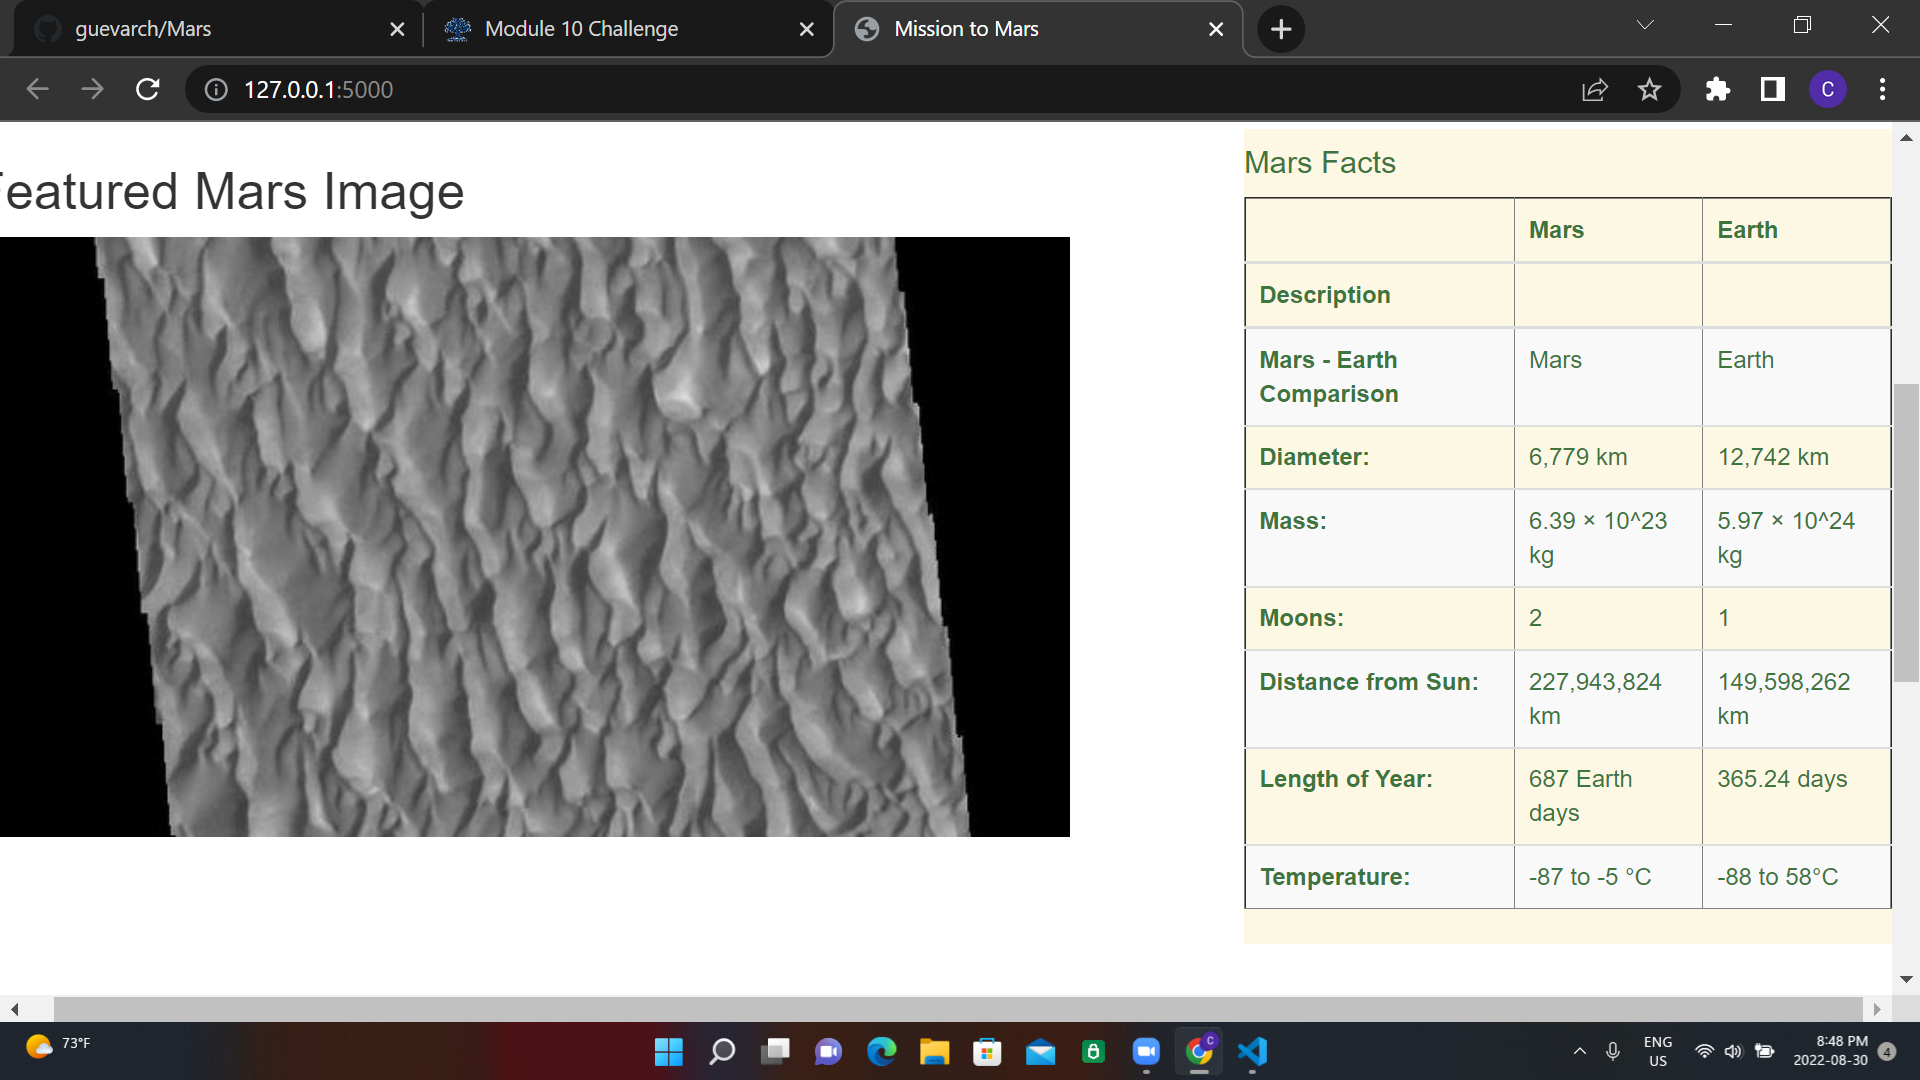 guevarch/Mars
Module 10 Challenge
Mission to Mars
127.0.0.1:5000
C
Featured Mars Image
Mars Facts
Mars Earth
Description
Mars - Earth Comparison Mars Earth
Diameter: 6,779 km 12,742 km
Mass: 6.39 × 10^23 kg 5.97 × 10^24 kg
Moons: 2 1
Distance from Sun: 227,943,824 km 149,598,262 km
Length of Year: 687 Earth days 365.24 days
Temperature: -87 to -5 °C -88 to 58°C
73°F
C
ENG
US
8:48 PM
2022-08-30
4